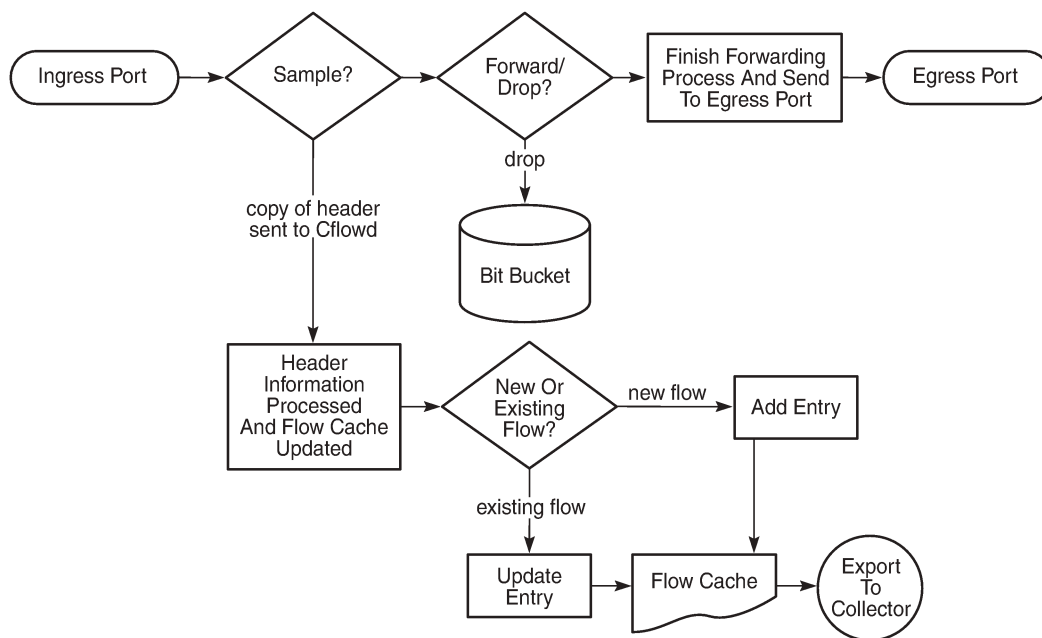 Ingress Port
Sample?
Forward/
Drop?
Finish Forwarding
Process And Send
To Egress Port
Egress Port
drop
copy of header
sent to Cflowd
Bit Bucket
Header
Information
Processed
And Flow Cache
Updated
New Or
Existing
Flow?
new flow
Add Entry
existing flow
Update
Entry
Flow Cache
Export
To
Collector